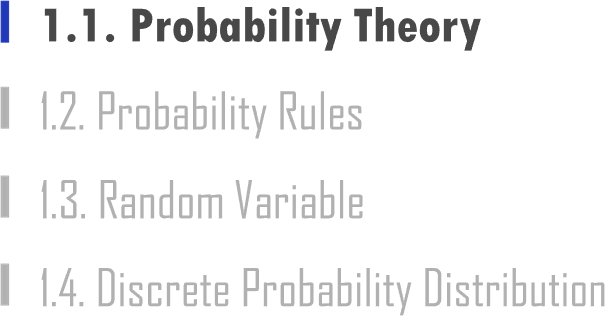 1.1. Probability Theory
1.2. Probability Rules
1.3. Random Variable
1.4. Discrete Probability Distribution